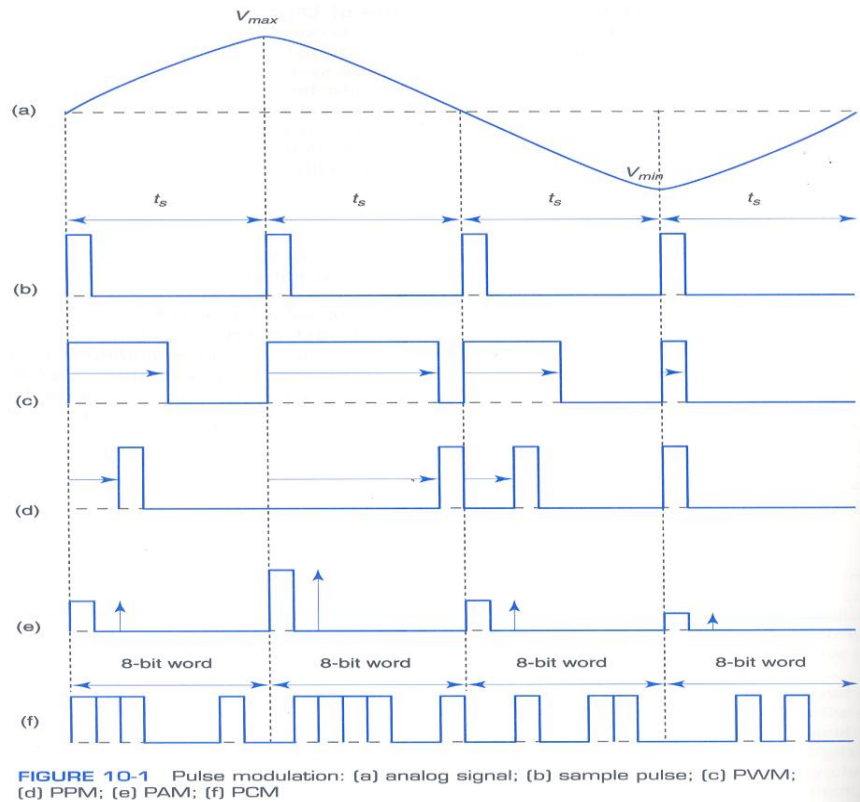 Vmax
(a)
Vmin
ts ts ts ts
(b)
(c)
(d)
(e)
8-bit word 8-bit word 8-bit word 8-bit word
(f)
FIGURE 10-1 Pulse modulation: (a) analog signal; (b) sample pulse; (c) PWM;
(d) PPM; (e) PAM; (f) PCM